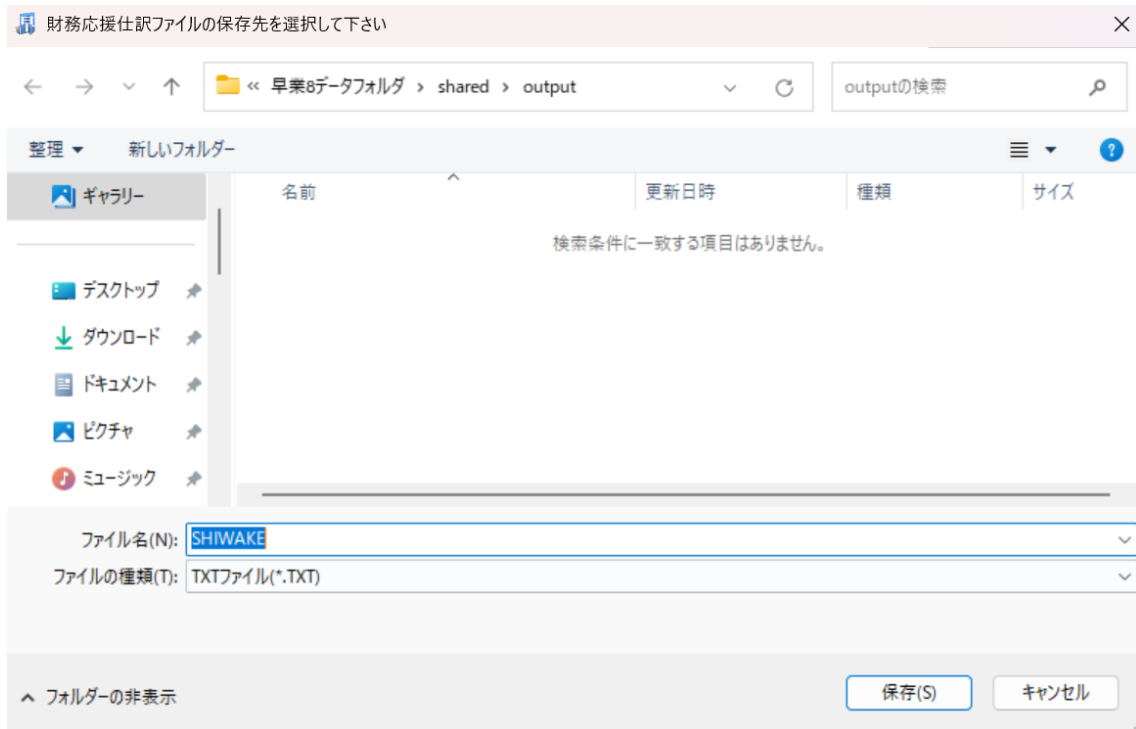 財務応援仕訳ファイルの保存先を選択して下さい
« 早業8データフォルダ › shared › output
outputの検索
整理
新しいフォルダー
ギャラリー
名前
更新日時
種類
サイズ
検索条件に一致する項目はありません。
デスクトップ
ダウンロード
ドキュメント
ピクチャ
ミュージック
ファイル名(N): SHIWAKE
ファイルの種類(T): TXTファイル(*.TXT)
フォルダーの非表示
保存(S)
キャンセル